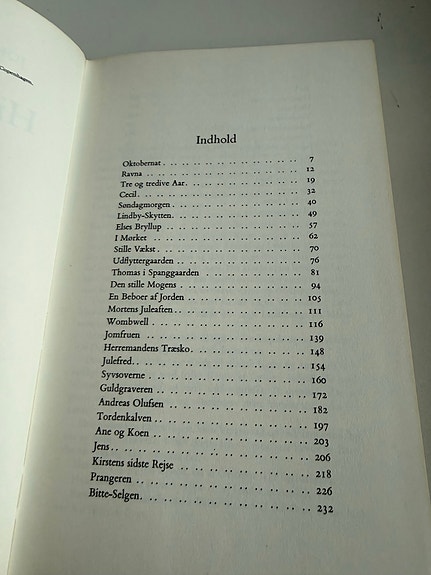 Copenhagen
Indhold
Oktobernat . . . . . . . . . . . . . . . 7
Ravna . . . . . . . . . . . . . . . . 12
Tre og tredive Aar . . . . . . . . . . . . 19
Cecil . . . . . . . . . . . . . . . . 32
Søndagmorgen . . . . . . . . . . . . . 40
Lindby-Skytten . . . . . . . . . . . . . 49
Elses Bryllup . . . . . . . . . . . . . 57
I Mørket . . . . . . . . . . . . . . . 62
Stille Vækst . . . . . . . . . . . . . . 70
Udflyttergaarden . . . . . . . . . . . . 76
Thomas i Spanggaarden . . . . . . . . . . 81
Den stille Mogens . . . . . . . . . . . . 94
En Beboer af Jorden . . . . . . . . . . . 105
Mortens Juleaften . . . . . . . . . . . . 111
Wombwell . . . . . . . . . . . . . . . 116
Jomfruen . . . . . . . . . . . . . . . 139
Herremandens Træsko . . . . . . . . . . . 148
Julefred . . . . . . . . . . . . . . . 154
Syvsoverne . . . . . . . . . . . . . . 160
Guldgraveren . . . . . . . . . . . . . 172
Andreas Olufsen . . . . . . . . . . . . 182
Tordenkalven . . . . . . . . . . . . . 197
Ane og Koen . . . . . . . . . . . . . . 203
Jens . . . . . . . . . . . . . . . . 206
Kirstens sidste Rejse . . . . . . . . . . 218
Prangeren . . . . . . . . . . . . . . 226
Bitte-Selgen . . . . . . . . . . . . . 232